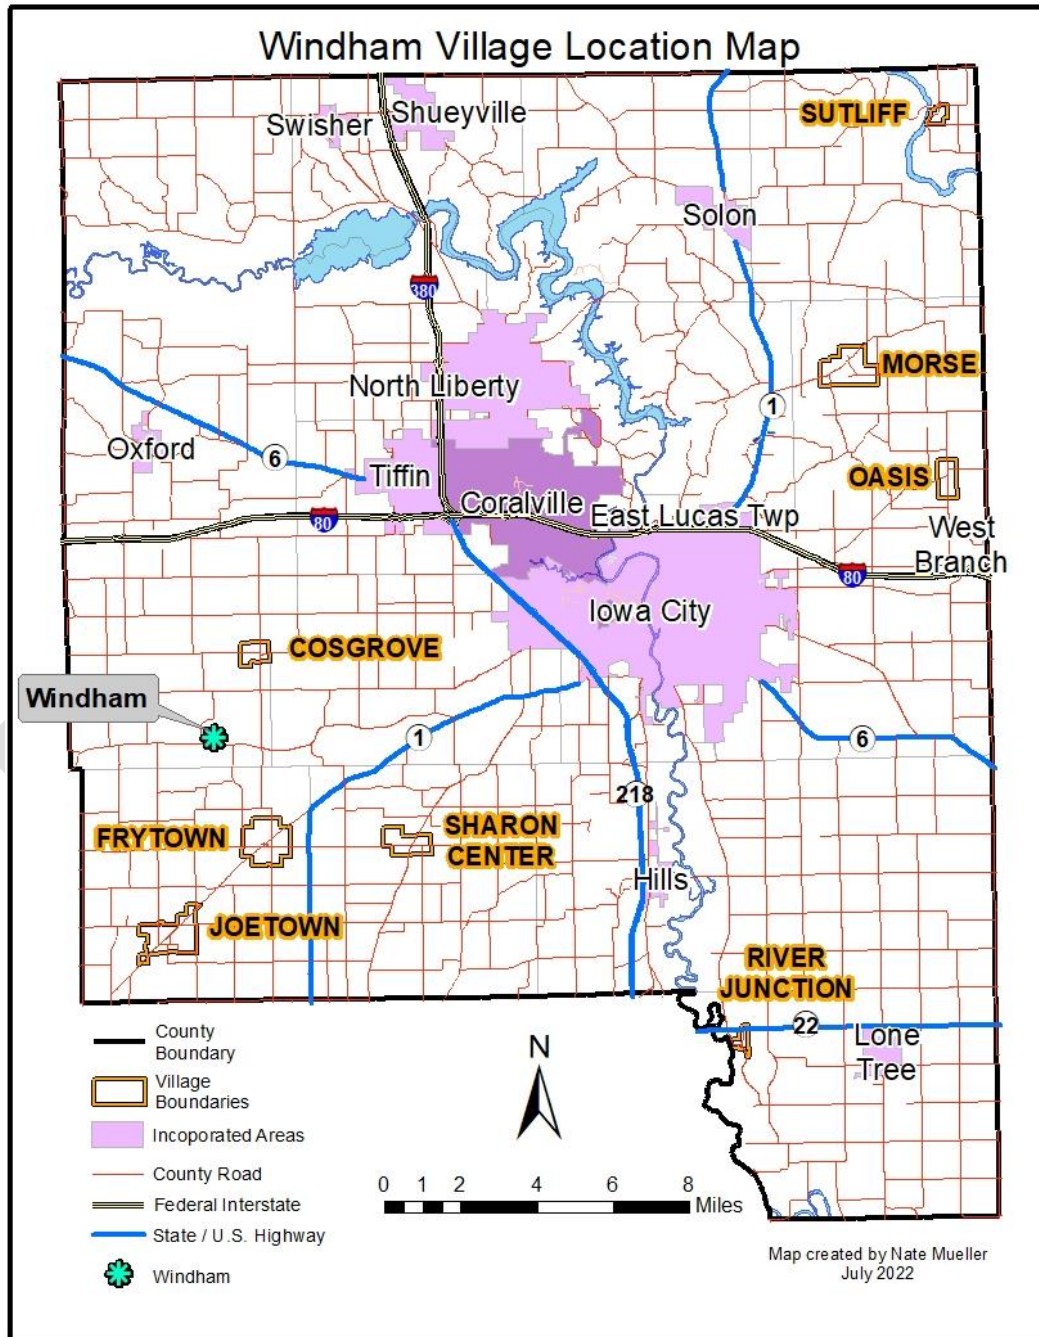 Windham Village Location Map
Shueyville
Swisher
SUTLIFF
Solon
380
MORSE
North Liberty
1
Oxford
6
Tiffin
OASIS
Coralville
East Lucas Twp
80
West
Branch
80
Iowa City
COSGROVE
Windham
1
6
218
FRYTOWN
SHARON
CENTER
Hills
JOETOWN
RIVER
JUNCTION
22
Lone
Tree
County
Boundary
Village
Boundaries
Incoporated Areas
County Road
Federal Interstate
State / U.S. Highway
Windham
N
0 1 2 4 6 8
Miles
Map created by Nate Mueller
July 2022